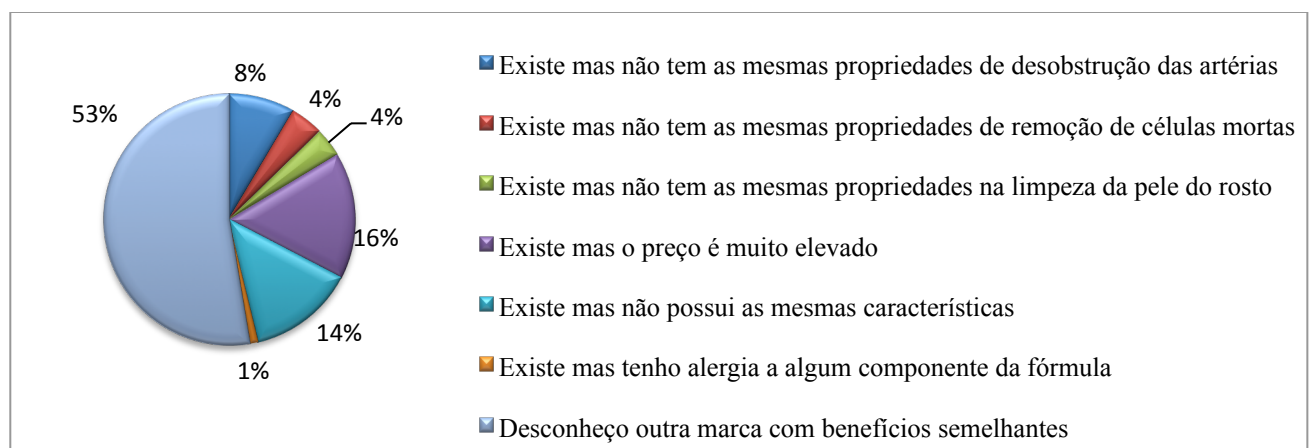 8%
4%
4%
53%
16%
14%
1%
Existe mas não tem as mesmas propriedades de desobstrução das artérias
Existe mas não tem as mesmas propriedades de remoção de células mortas
Existe mas não tem as mesmas propriedades na limpeza da pele do rosto
Existe mas o preço é muito elevado
Existe mas não possui as mesmas características
Existe mas tenho alergia a algum componente da fórmula
Desconheço outra marca com benefícios semelhantes